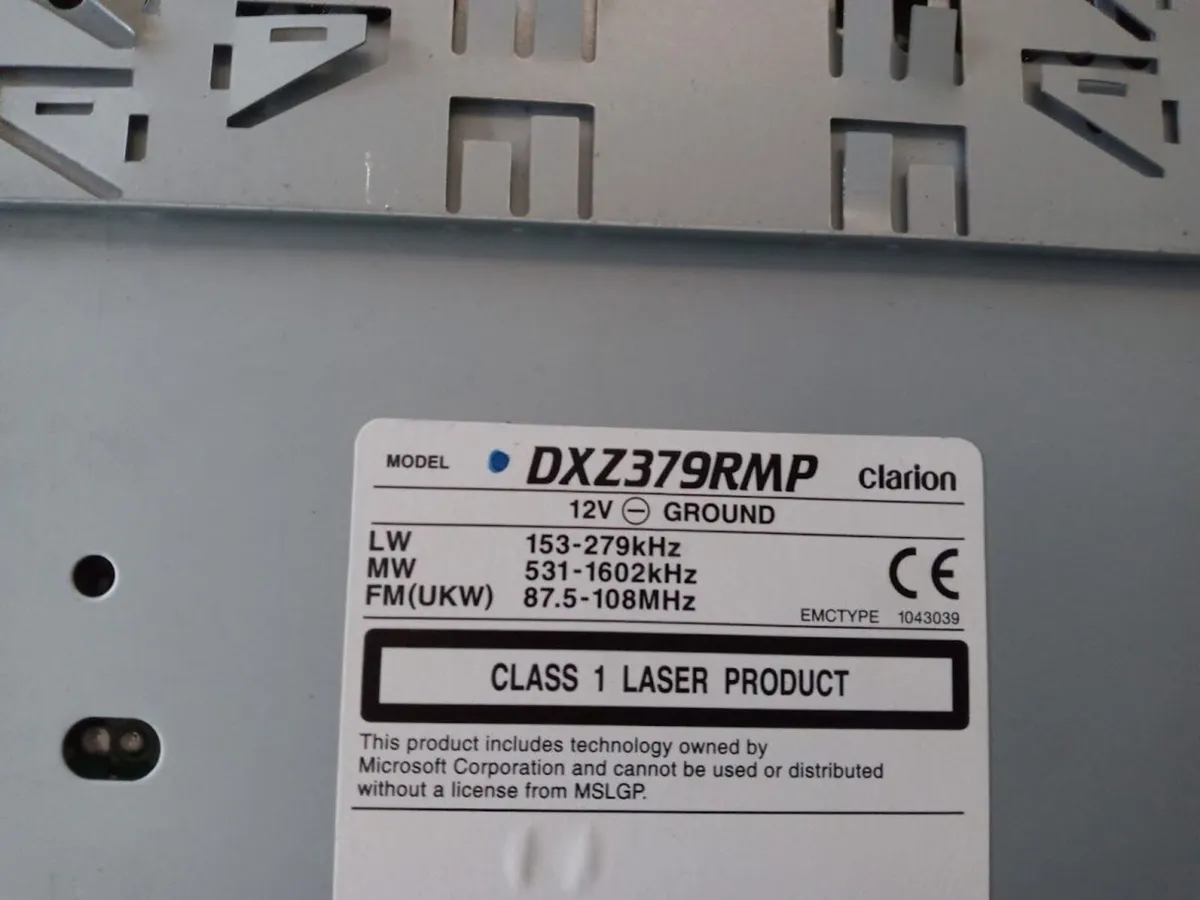 MODEL DXZ379RMP clarion
12V ⊖ GROUND
LW 153-279kHz
MW 531-1602kHz
FM(UKW) 87.5-108MHz
CE
EMCTYPE 1043039
CLASS 1 LASER PRODUCT
This product includes technology owned by
Microsoft Corporation and cannot be used or distributed
without a license from MSLGP.